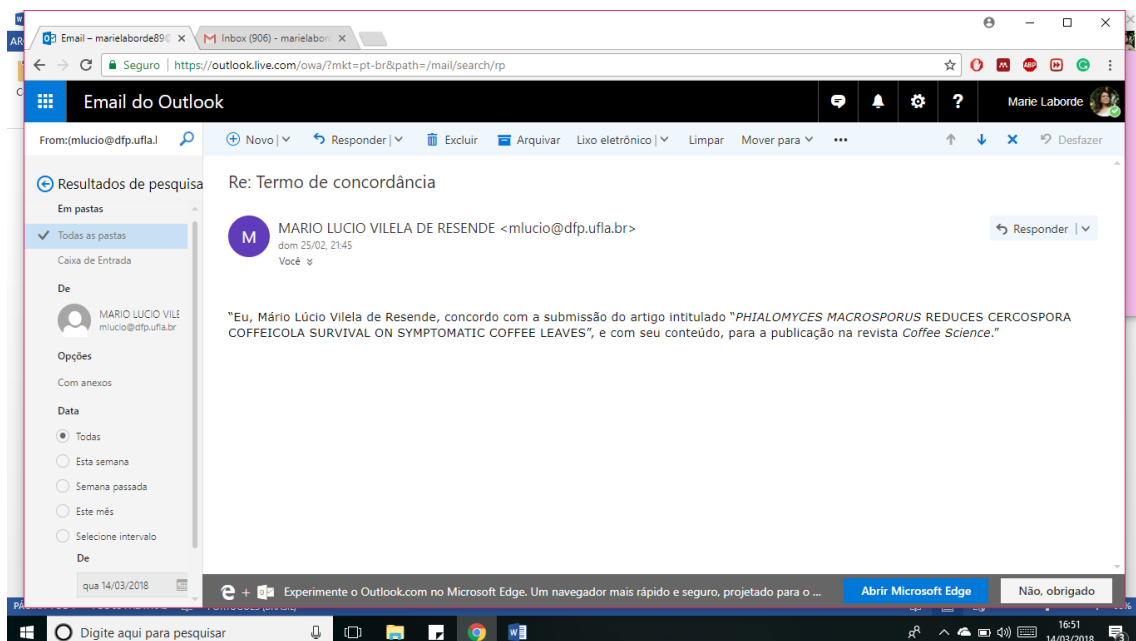 Email – marielaborde89@
Inbox (906) - marielabor
Seguro https://outlook.live.com/owa/?mkt=pt-br&path=/mail/search/rp
Email do Outlook
Marie Laborde
From:(mlucio@dfp.ufla.l
Novo
Responder
Excluir
Arquivar
Lixo eletrônico
Limpar
Mover para
Desfazer
Resultados de pesquisa
Em pastas
Todas as pastas
Caixa de Entrada
De
MARIO LUCIO VILE
mlucio@dfp.ufla.br
Opções
Com anexos
Data
Todas
Esta semana
Semana passada
Este mês
Selecione intervalo
De
qua 14/03/2018
Re: Termo de concordância
M
MARIO LUCIO VILELA DE RESENDE <mlucio@dfp.ufla.br>
dom 25/02, 21:45
Você
Responder
“Eu, Mário Lúcio Vilela de Resende, concordo com a submissão do artigo intitulado “PHIALOMYCES MACROSPORUS REDUCES CERCOSPORA
COFFEICOLA SURVIVAL ON SYMPTOMATIC COFFEE LEAVES”, e com seu conteúdo, para a publicação na revista Coffee Science.”
Experimente o Outlook.com no Microsoft Edge. Um navegador mais rápido e seguro, projetado para o ...
Abrir Microsoft Edge
Não, obrigado
Digite aqui para pesquisar
16:51
14/03/2018